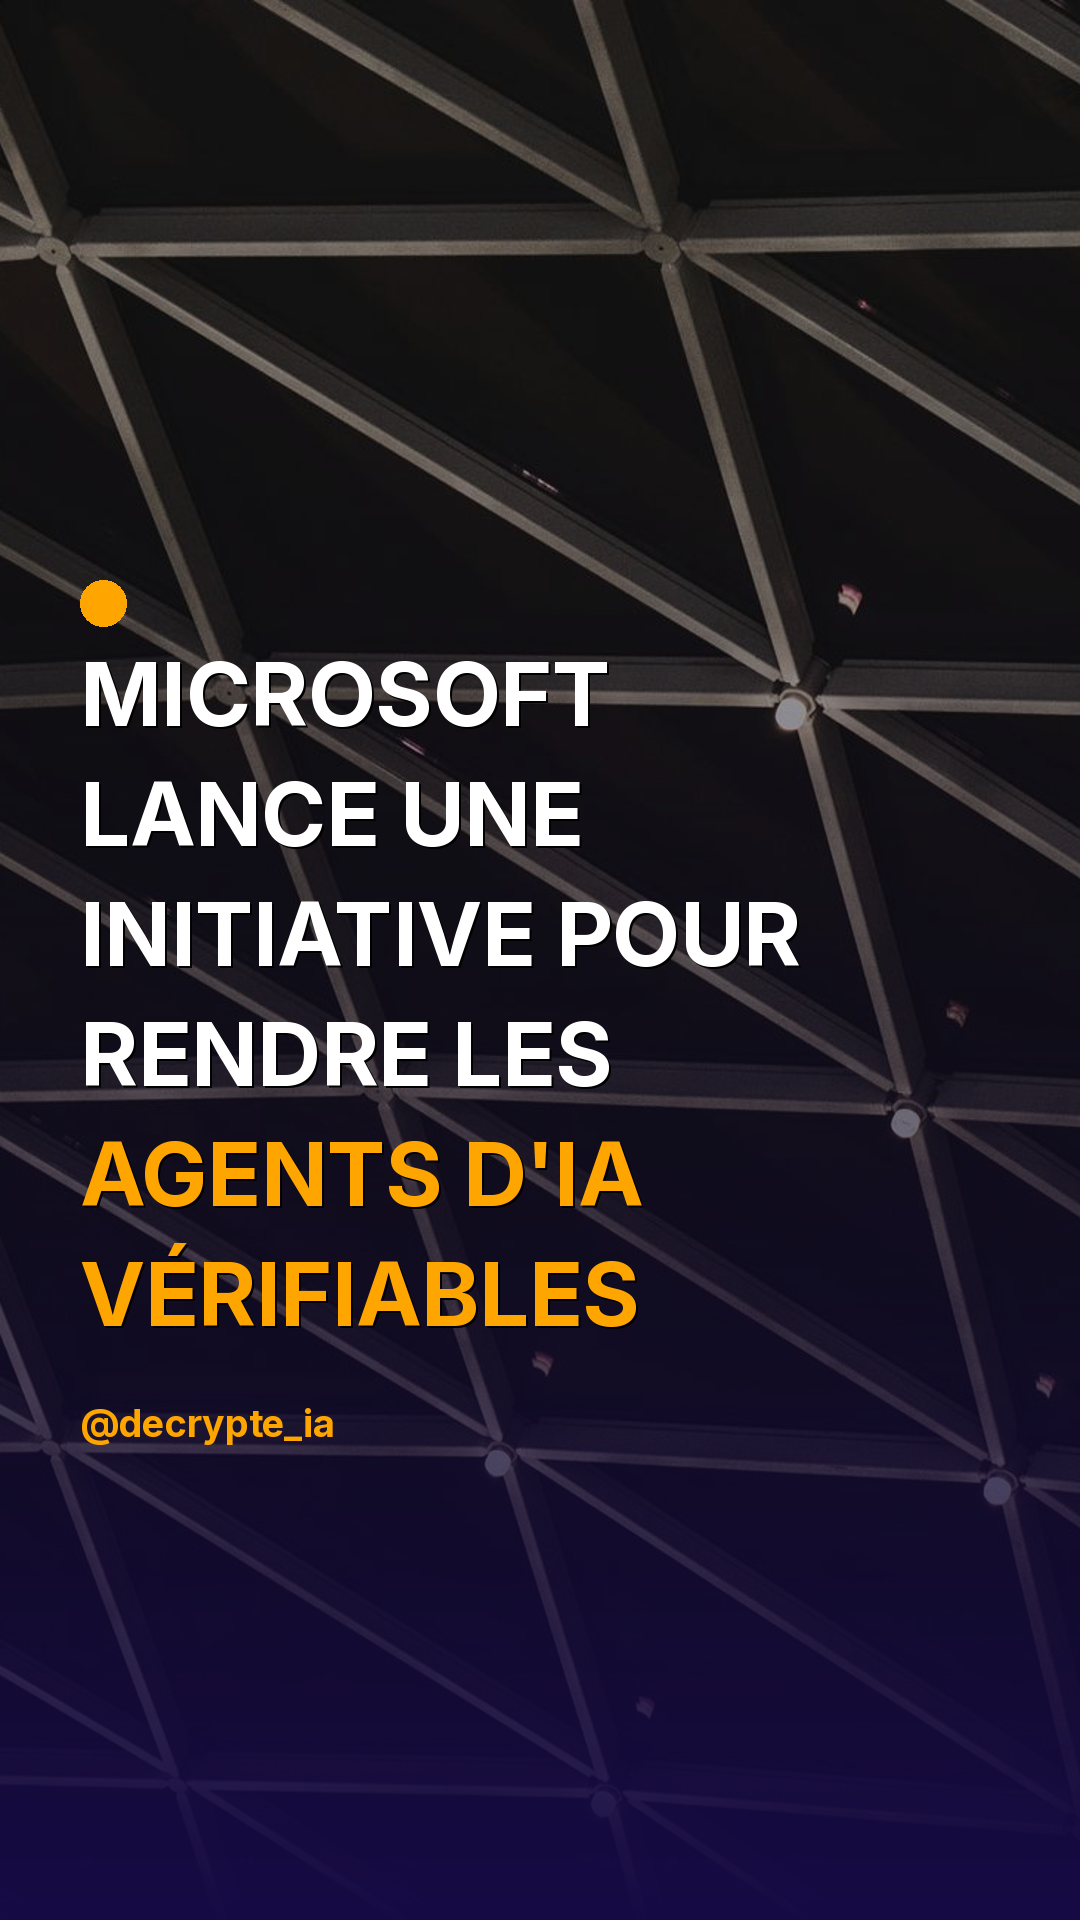 MICROSOFT
LANCE UNE
INITIATIVE POUR
RENDRE LES
AGENTS D'IA
VÉRIFIABLES
@decrypte_ia